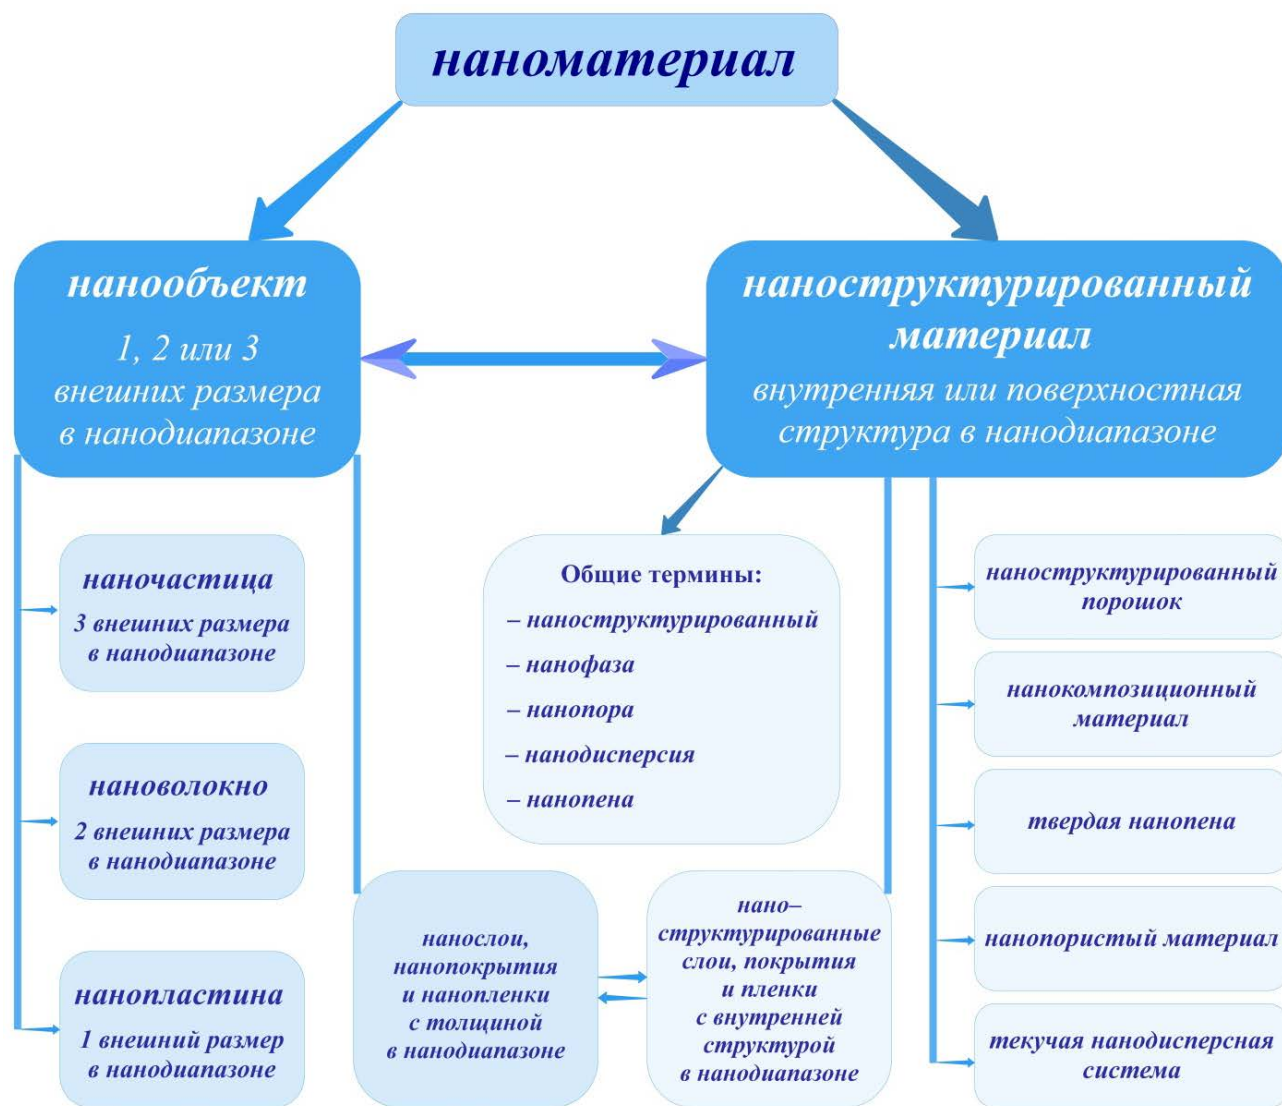 наноматериал
нанообъект
1, 2 или 3
внешних размера
в нанодиапазоне
наноструктурированный
материал
внутренняя или поверхностная
структура в нанодиапазоне
наночастица
3 внешних размера
в нанодиапазоне
нановолокно
2 внешних размера
в нанодиапазоне
нанопластина
1 внешний размер
в нанодиапазоне
Общие термины:
– наноструктурированный
– нанофаза
– нанопора
– нанодисперсия
– нанопена
нанослои,
нанопокрытия
и нанопленки
с толщиной
в нанодиапазоне
нано–
структурированные
слои, покрытия
и пленки
с внутренней
структурой
в нанодиапазоне
наноструктурированный
порошок
нанокомпозиционный
материал
твердая нанопена
нанопористый материал
текучая нанодисперсная
система